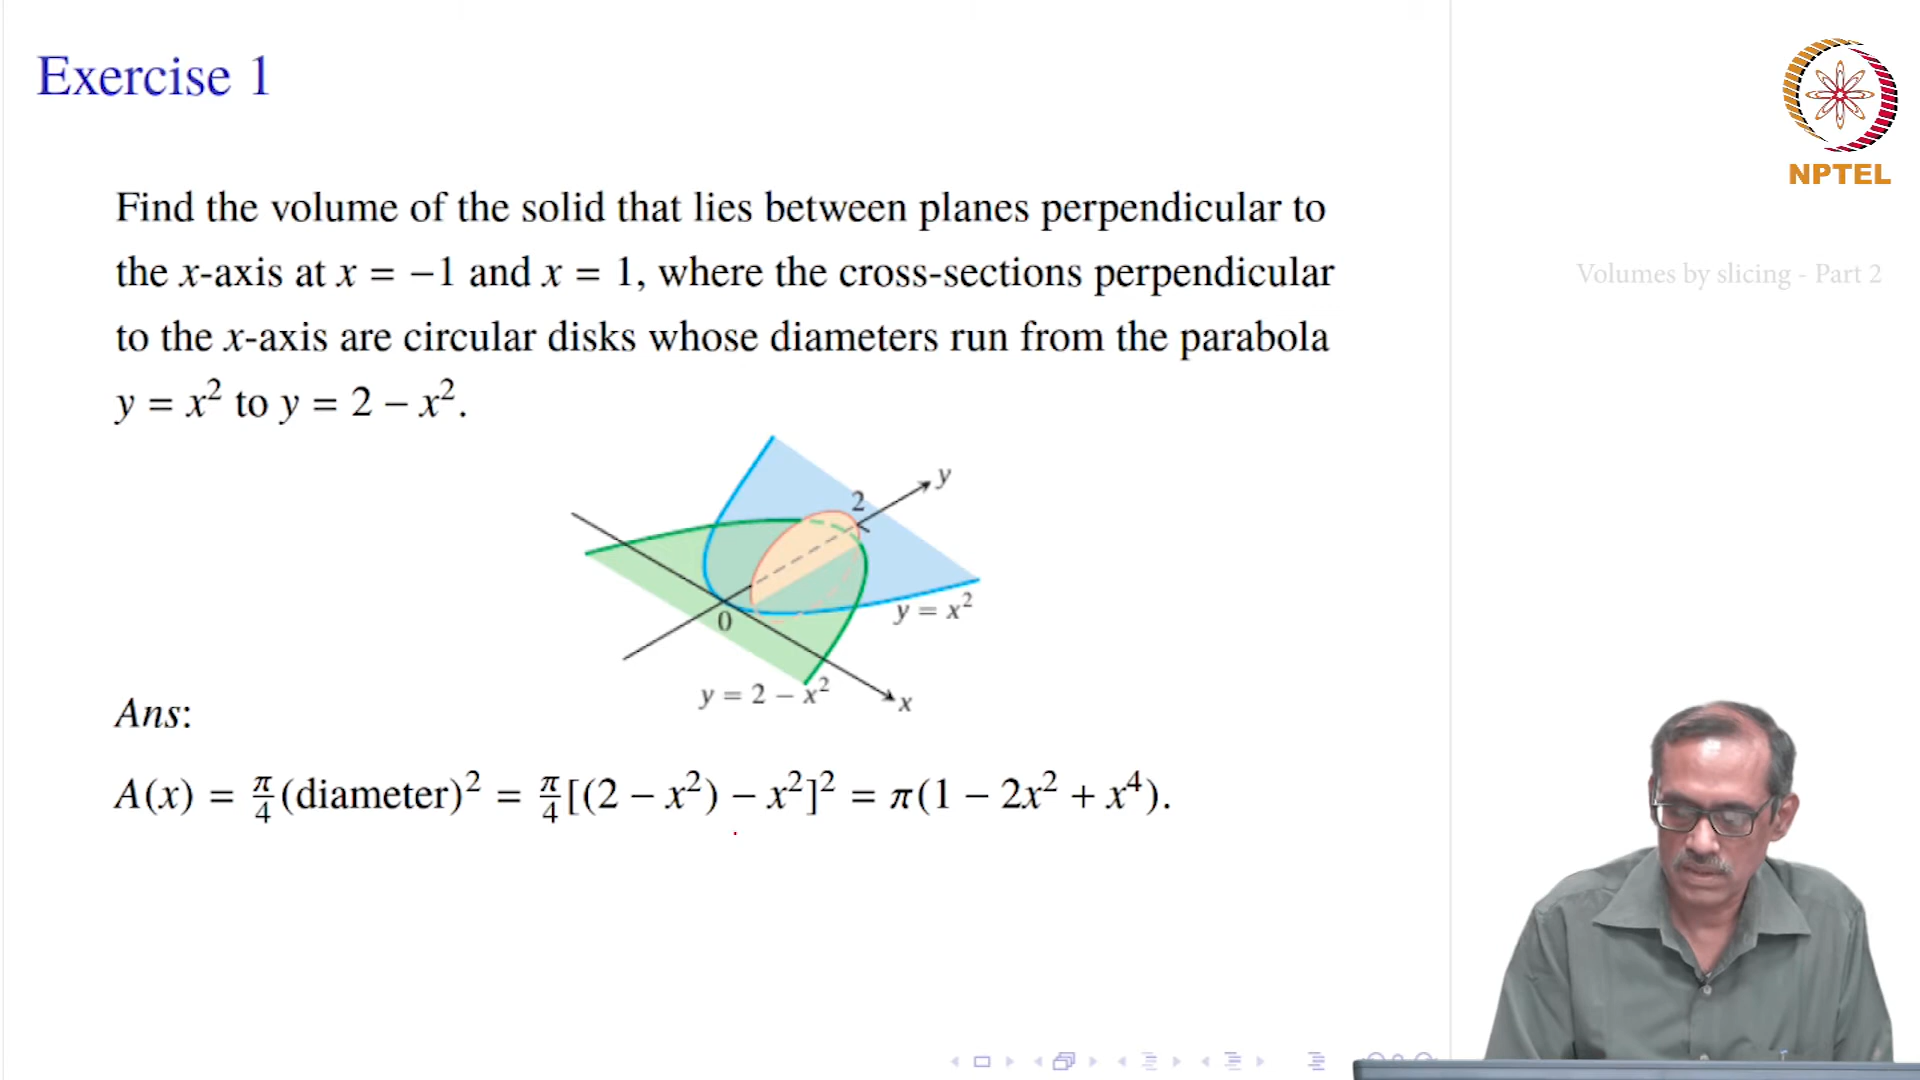 Exercise 1
NPTEL
Volumes by slicing - Part 2
Find the volume of the solid that lies between planes perpendicular to
the x-axis at x = −1 and x = 1, where the cross-sections perpendicular
to the x-axis are circular disks whose diameters run from the parabola
y = x² to y = 2 − x².
y
2
0
y = x²
y = 2 − x²
x
Ans:
A(x) = π/4 (diameter)² = π/4 [(2 − x²) − x²]² = π(1 − 2x² + x⁴).